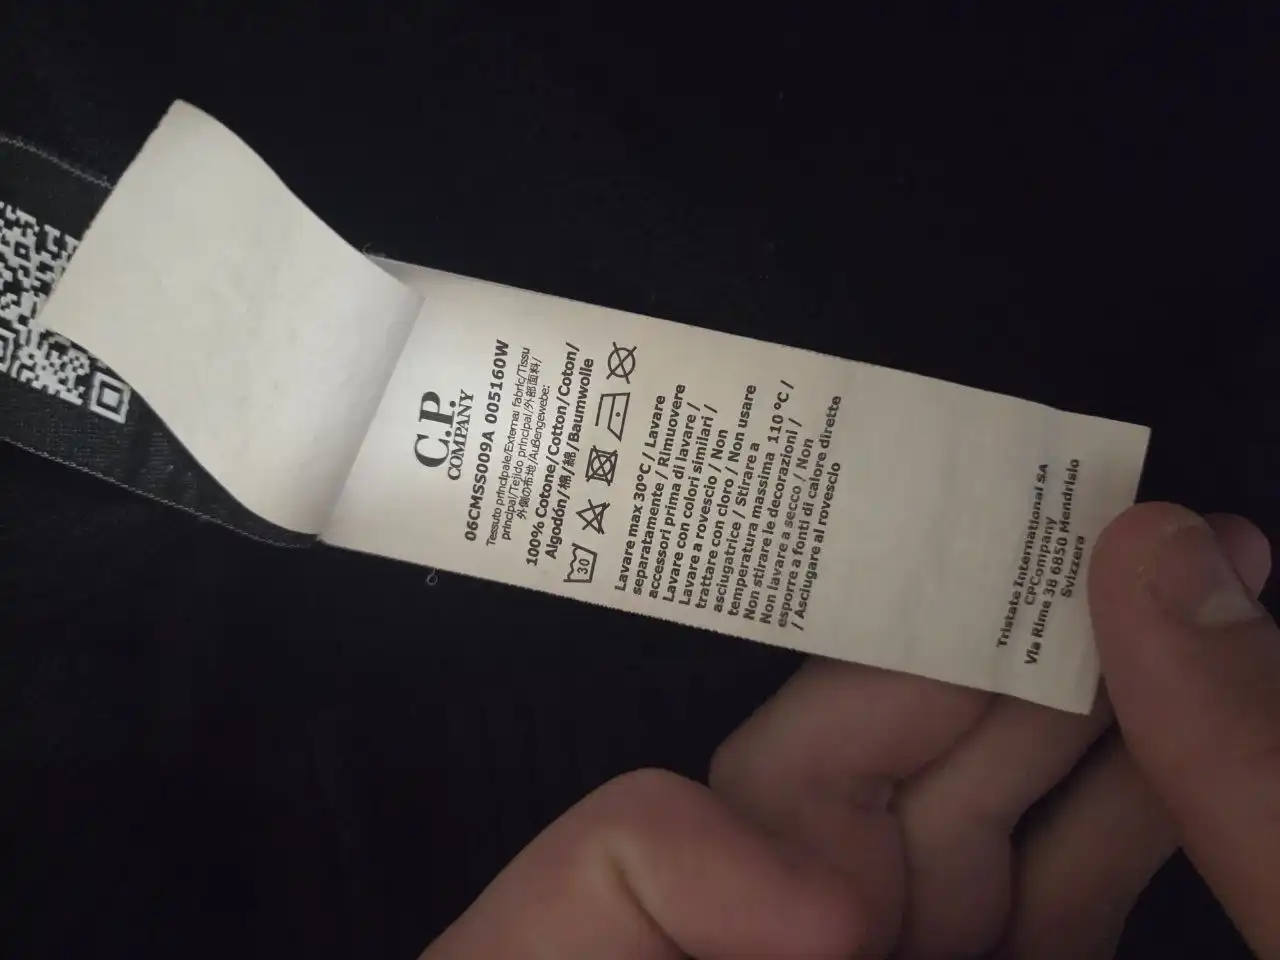 C.P.
COMPANY
06CMSS009A 005160W
Tessuto principale/External fabric/Tissu
principal/Tejido principal/外部面料/
外側の布地/Außengewebe:
100% Cotone/Cotton/Coton/
Algodón/棉/綿/Baumwolle
30
Lavare max 30°C / Lavare
separatamente / Rimuovere
accessori prima di lavare /
Lavare con colori similari /
Lavare a rovescio / Non
trattare con cloro / Non usare
asciugatrice / Stirare a
temperatura massima 110 °C /
Non stirare le decorazioni /
Non lavare a secco / Non
esporre a fonti di calore dirette
/ Asciugare al rovescio
Tristate International SA
CPCompany
Via Rime 38 6850 Mendrisio
Svizzera